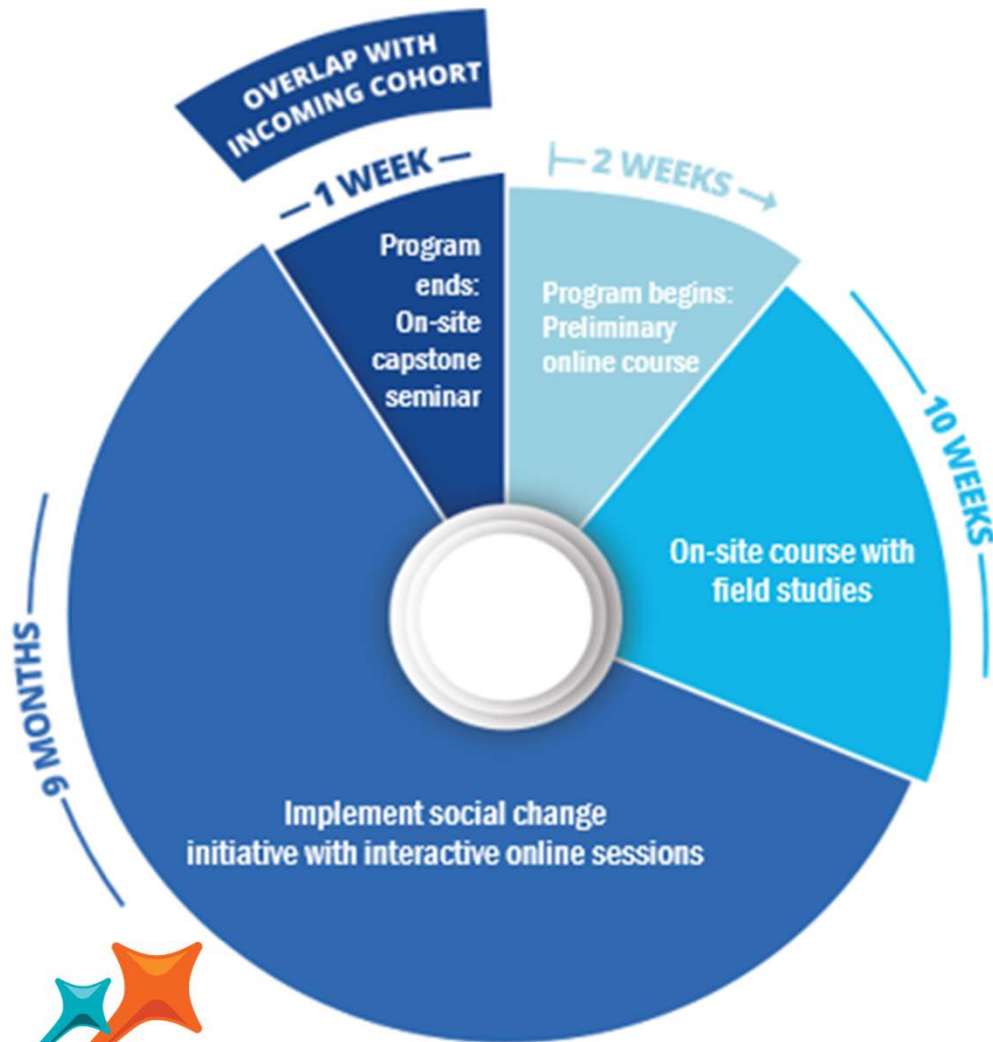 OVERLAP WITH
INCOMING COHORT
1 WEEK
2 WEEKS
Program
ends:
On-site
capstone
seminar
Program begins:
Preliminary
online course
10 WEEKS
On-site course with
field studies
9 MONTHS
Implement social change
initiative with interactive online sessions